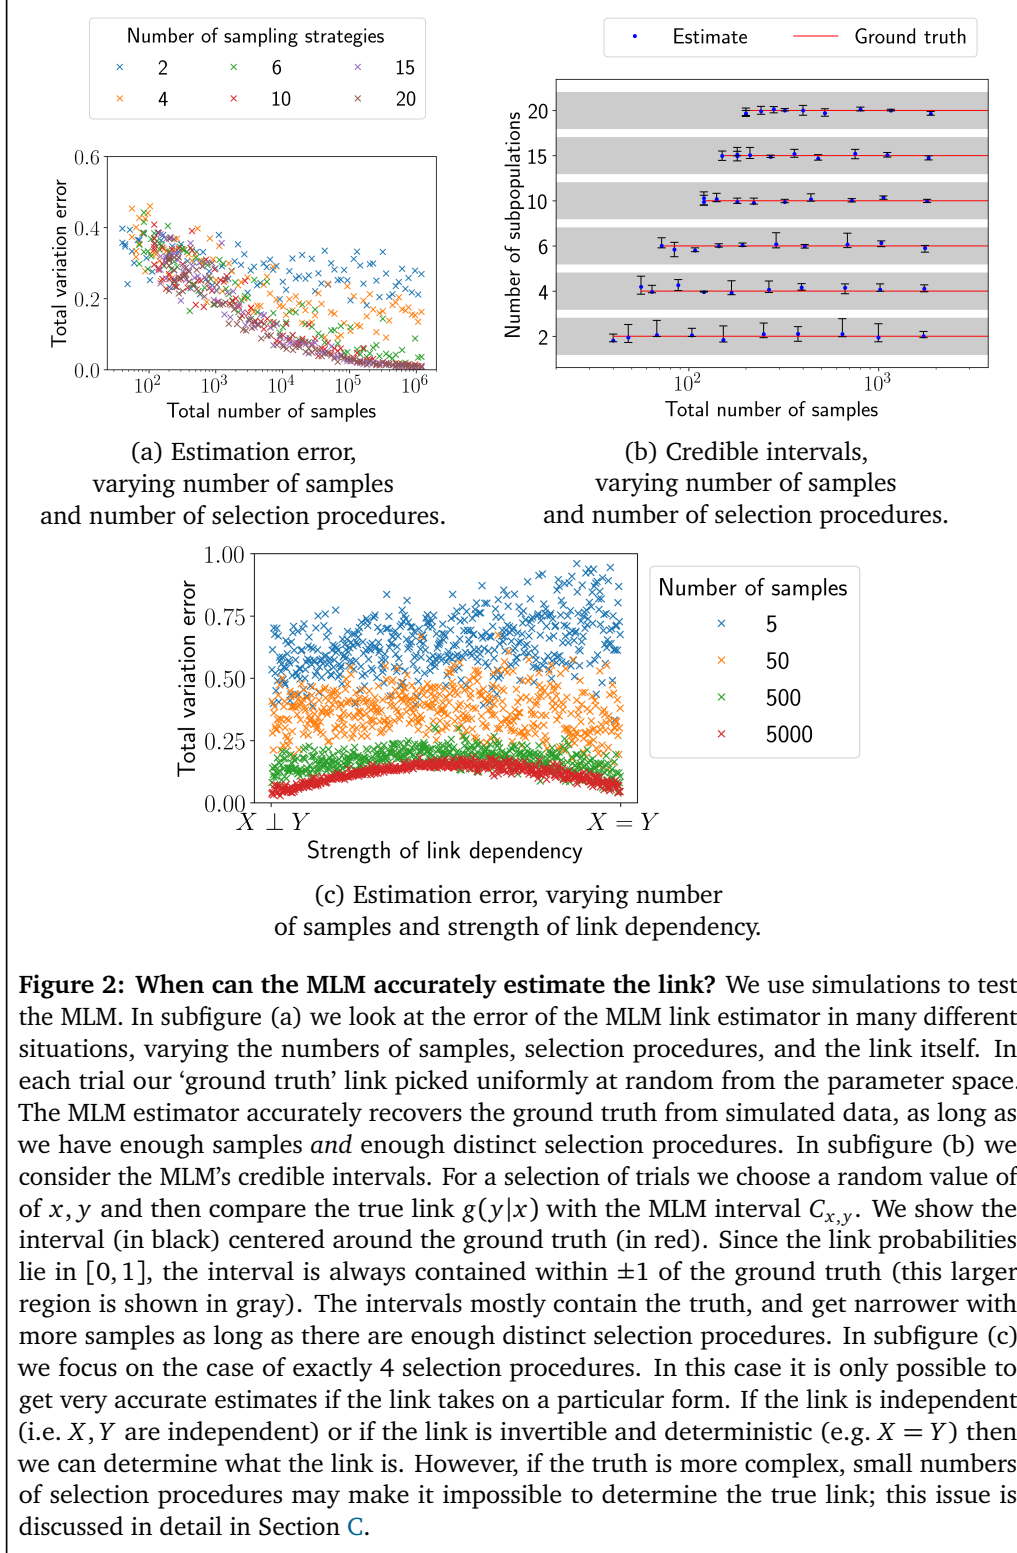 Number of sampling strategies
2 6 15
4 10 20
Estimate Ground truth
0.6
0.4
0.2
0.0
Total variation error
10² 10³ 10⁴ 10⁵ 10⁶
Total number of samples
20
15
10
6
4
2
Number of subpopulations
10² 10³
Total number of samples
(a) Estimation error,
varying number of samples
and number of selection procedures.
(b) Credible intervals,
varying number of samples
and number of selection procedures.
1.00
0.75
0.50
0.25
0.00
Total variation error
X ⊥ Y X = Y
Strength of link dependency
Number of samples
5
50
500
5000
(c) Estimation error, varying number
of samples and strength of link dependency.
Figure 2: When can the MLM accurately estimate the link? We use simulations to test
the MLM. In subfigure (a) we look at the error of the MLM link estimator in many different
situations, varying the numbers of samples, selection procedures, and the link itself. In
each trial our ‘ground truth’ link picked uniformly at random from the parameter space.
The MLM estimator accurately recovers the ground truth from simulated data, as long as
we have enough samples and enough distinct selection procedures. In subfigure (b) we
consider the MLM’s credible intervals. For a selection of trials we choose a random value of
of x, y and then compare the true link g(y|x) with the MLM interval C_{x,y}. We show the
interval (in black) centered around the ground truth (in red). Since the link probabilities
lie in [0, 1], the interval is always contained within ±1 of the ground truth (this larger
region is shown in gray). The intervals mostly contain the truth, and get narrower with
more samples as long as there are enough distinct selection procedures. In subfigure (c)
we focus on the case of exactly 4 selection procedures. In this case it is only possible to
get very accurate estimates if the link takes on a particular form. If the link is independent
(i.e. X, Y are independent) or if the link is invertible and deterministic (e.g. X = Y) then
we can determine what the link is. However, if the truth is more complex, small numbers
of selection procedures may make it impossible to determine the true link; this issue is
discussed in detail in Section C.